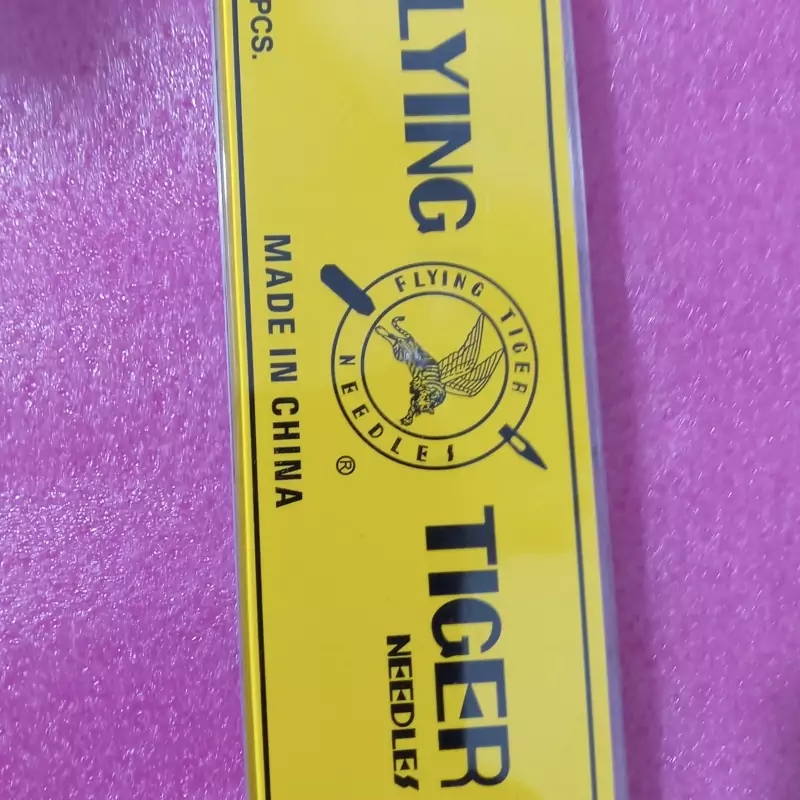 LYING
FLYING TIGER
NEEDLES
®
TIGER
NEEDLES
PCS.
MADE IN CHINA